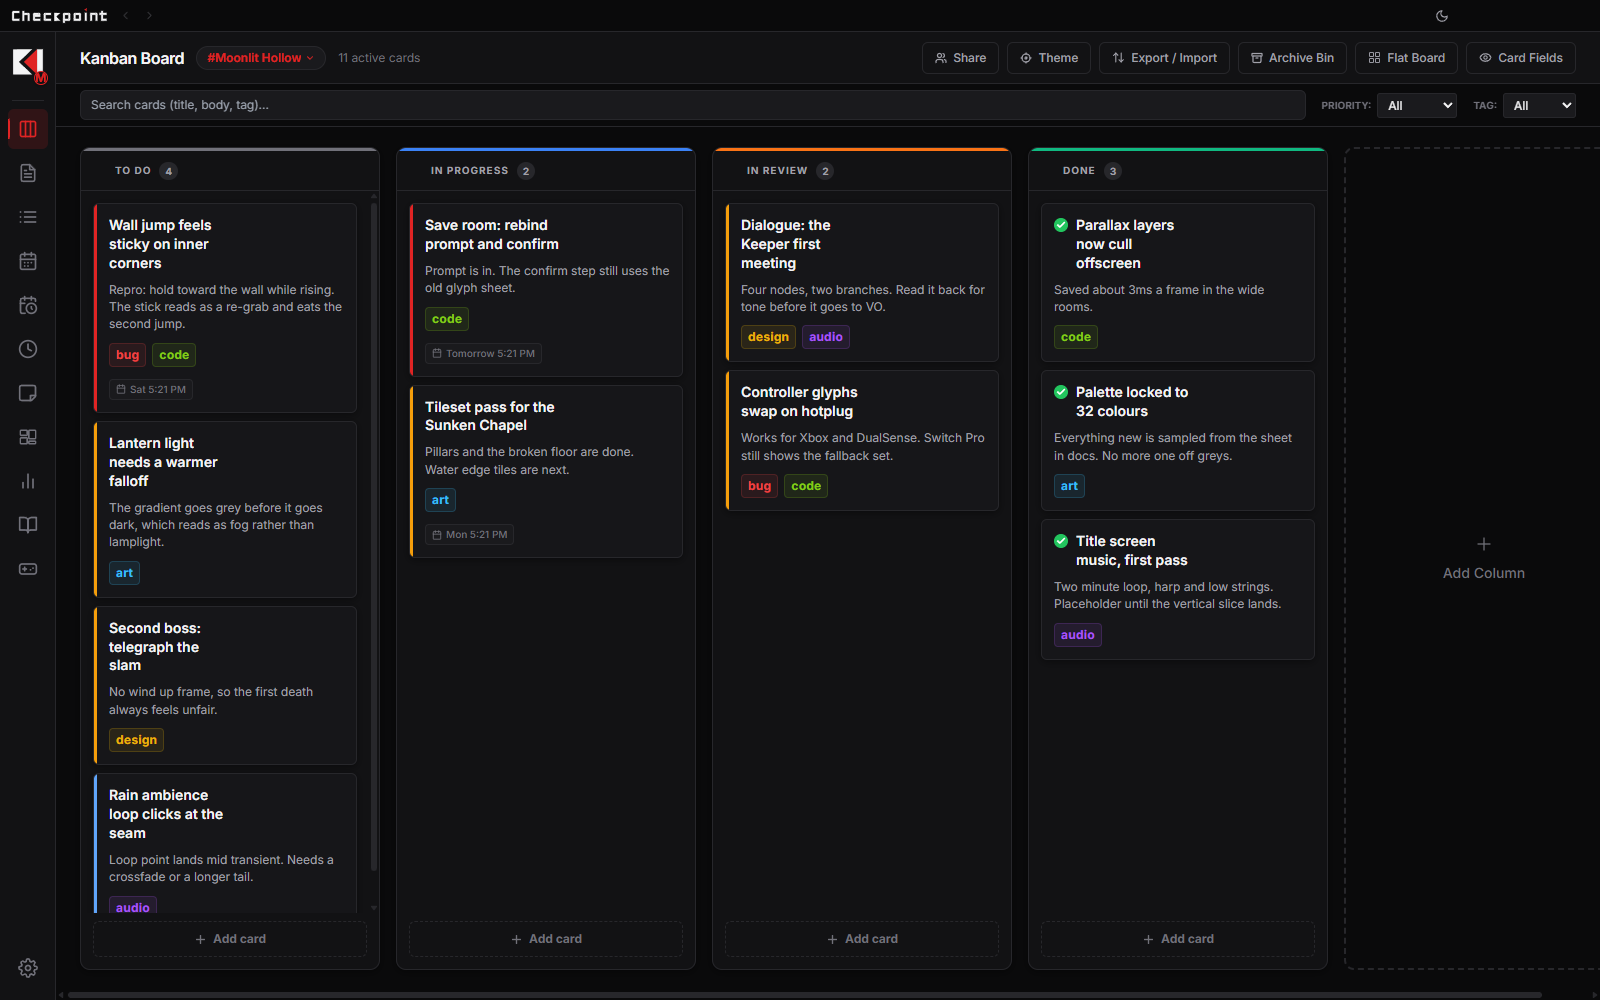 Checkpoint
Kanban Board
#Moonlit Hollow
11 active cards
Share
Theme
Export / Import
Archive Bin
Flat Board
Card Fields
Search cards (title, body, tag)...
PRIORITY:
All
TAG:
All
TO DO
4
Wall jump feels
sticky on inner
corners
Repro: hold toward the wall while rising.
The stick reads as a re-grab and eats the
second jump.
bug
code
Sat 5:21 PM
Lantern light
needs a warmer
falloff
The gradient goes grey before it goes
dark, which reads as fog rather than
lamplight.
art
Second boss:
telegraph the
slam
No wind up frame, so the first death
always feels unfair.
design
Rain ambience
loop clicks at the
seam
Loop point lands mid transient. Needs a
crossfade or a longer tail.
audio
Add card
IN PROGRESS
2
Save room: rebind
prompt and confirm
Prompt is in. The confirm step still uses the
old glyph sheet.
code
Tomorrow 5:21 PM
Tileset pass for the
Sunken Chapel
Pillars and the broken floor are done.
Water edge tiles are next.
art
Mon 5:21 PM
Add card
IN REVIEW
2
Dialogue: the
Keeper first
meeting
Four nodes, two branches. Read it back for
tone before it goes to VO.
design
audio
Controller glyphs
swap on hotplug
Works for Xbox and DualSense. Switch Pro
still shows the fallback set.
bug
code
Add card
DONE
3
Parallax layers
now cull
offscreen
Saved about 3ms a frame in the wide
rooms.
code
Palette locked to
32 colours
Everything new is sampled from the sheet
in docs. No more one off greys.
art
Title screen
music, first pass
Two minute loop, harp and low strings.
Placeholder until the vertical slice lands.
audio
Add card
Add Column